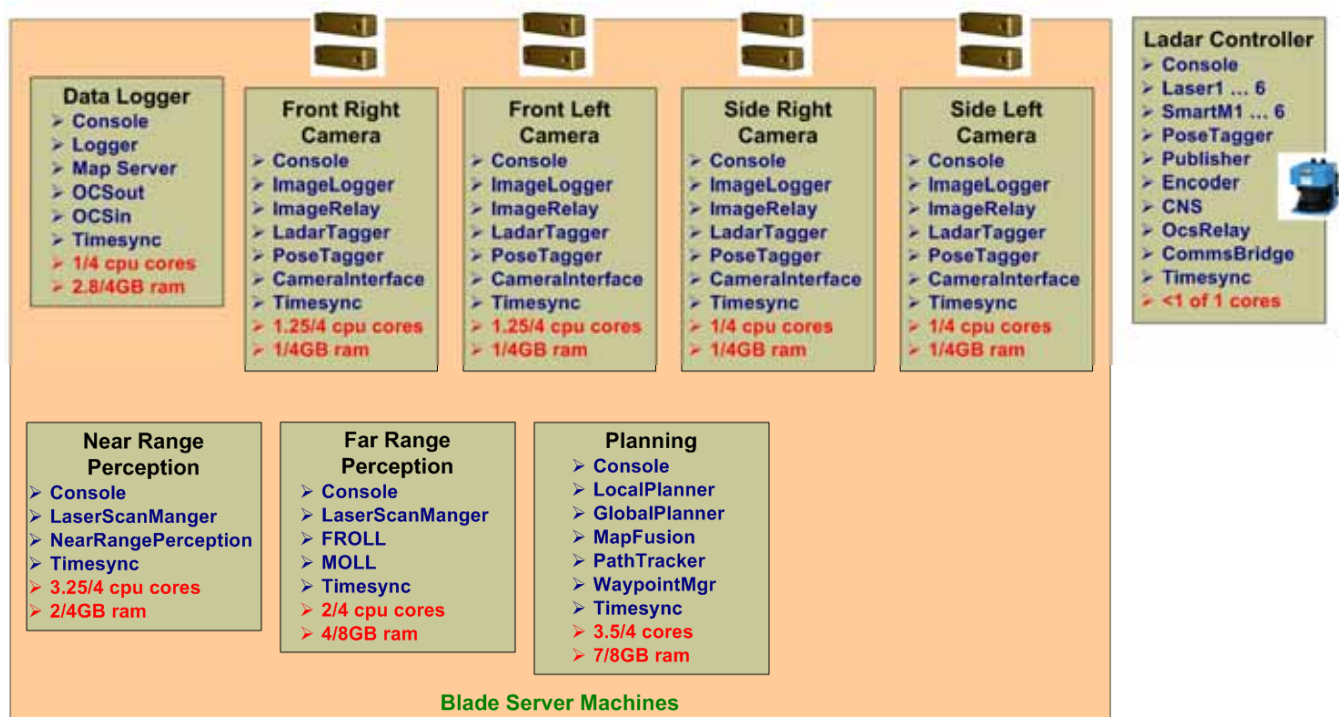 Data Logger
Console
Logger
Map Server
OCSout
OCSin
Timesync
1/4 cpu cores
2.8/4GB ram
Front Right
Camera
Console
ImageLogger
ImageRelay
LadarTagger
PoseTagger
CameraInterface
Timesync
1.25/4 cpu cores
1/4GB ram
Front Left
Camera
Console
ImageLogger
ImageRelay
LadarTagger
PoseTagger
CameraInterface
Timesync
1.25/4 cpu cores
1/4GB ram
Side Right
Camera
Console
ImageLogger
ImageRelay
LadarTagger
PoseTagger
CameraInterface
Timesync
1/4 cpu cores
1/4GB ram
Side Left
Camera
Console
ImageLogger
ImageRelay
LadarTagger
PoseTagger
CameraInterface
Timesync
1/4 cpu cores
1/4GB ram
Ladar Controller
Console
Laser1 ... 6
SmartM1 ... 6
PoseTagger
Publisher
Encoder
CNS
OcsRelay
CommsBridge
Timesync
<1 of 1 cores
Near Range
Perception
Console
LaserScanManger
NearRangePerception
Timesync
3.25/4 cpu cores
2/4GB ram
Far Range
Perception
Console
LaserScanManger
FROLL
MOLL
Timesync
2/4 cpu cores
4/8GB ram
Planning
Console
LocalPlanner
GlobalPlanner
MapFusion
PathTracker
WaypointMgr
Timesync
3.5/4 cores
7/8GB ram
Blade Server Machines